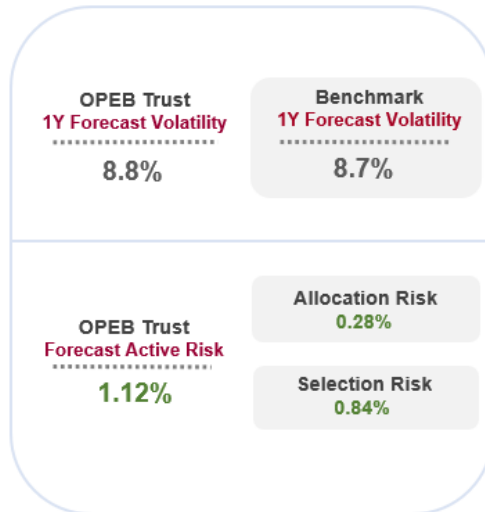 OPEB Trust
1Y Forecast Volatility
8.8%
Benchmark
1Y Forecast Volatility
8.7%
OPEB Trust
Forecast Active Risk
1.12%
Allocation Risk
0.28%
Selection Risk
0.84%